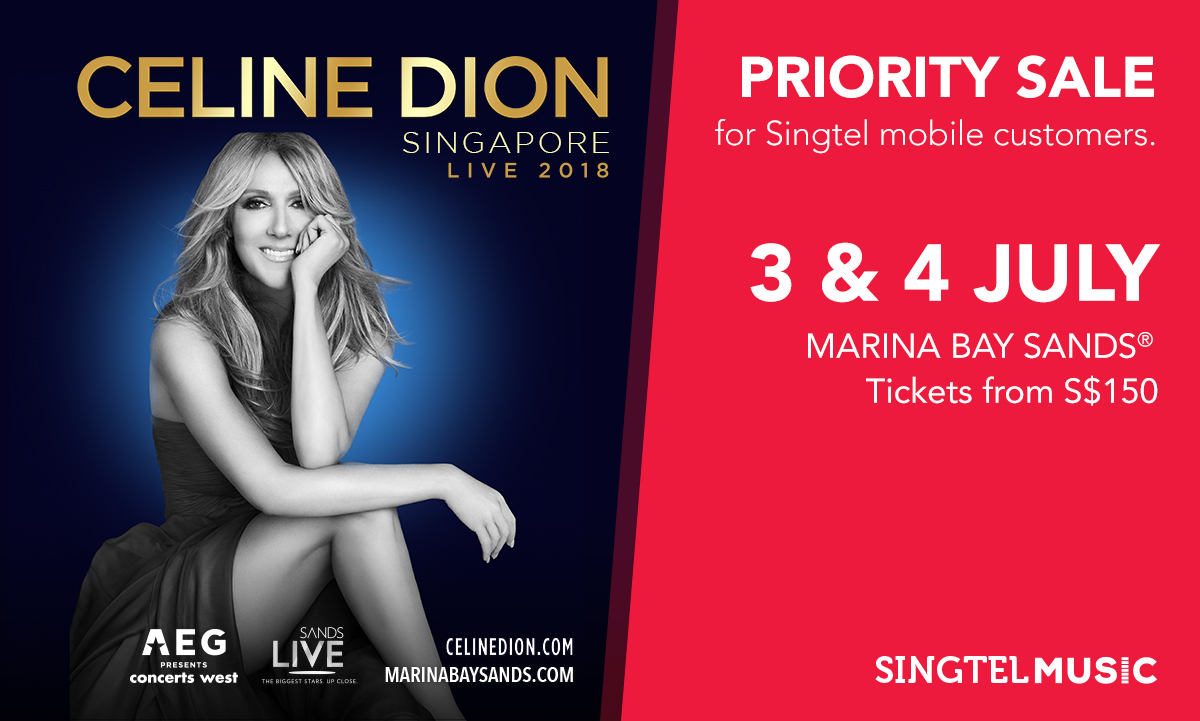 CELINE DION
SINGAPORE
LIVE 2018
AEG
PRESENTS
concerts west
SANDS
LIVE
THE BIGGEST STARS. UP CLOSE.
CELINEDION.COM
MARINABAYSANDS.COM
PRIORITY SALE
for Singtel mobile customers.
3 & 4 JULY
MARINA BAY SANDS®
Tickets from S$150
SINGTEL MUSIC